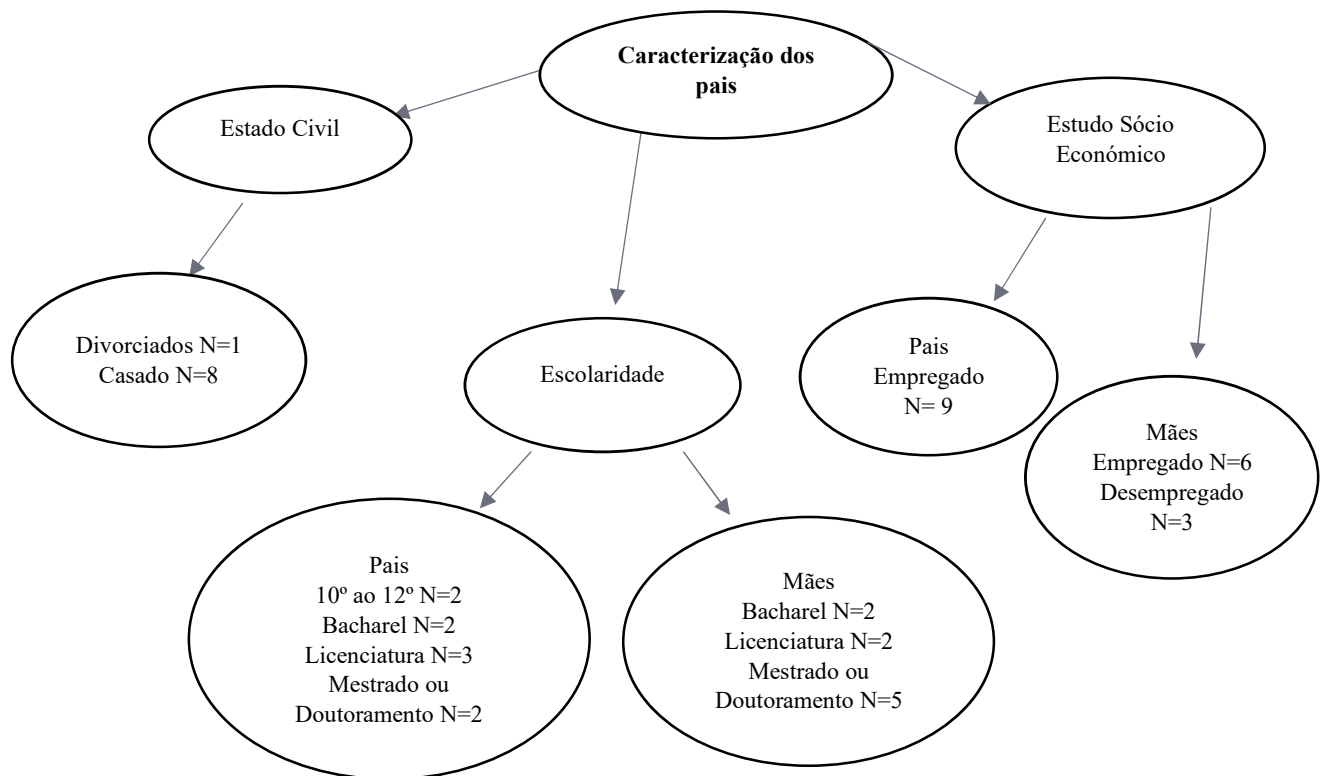 Caracterização dos
pais
Estado Civil
Estudo Sócio
Económico
Divorciados N=1
Casado N=8
Escolaridade
Pais
Empregado
N= 9
Mães
Empregado N=6
Desempregado
N=3
Pais
10º ao 12º N=2
Bacharel N=2
Licenciatura N=3
Mestrado ou
Doutoramento N=2
Mães
Bacharel N=2
Licenciatura N=2
Mestrado ou
Doutoramento N=5